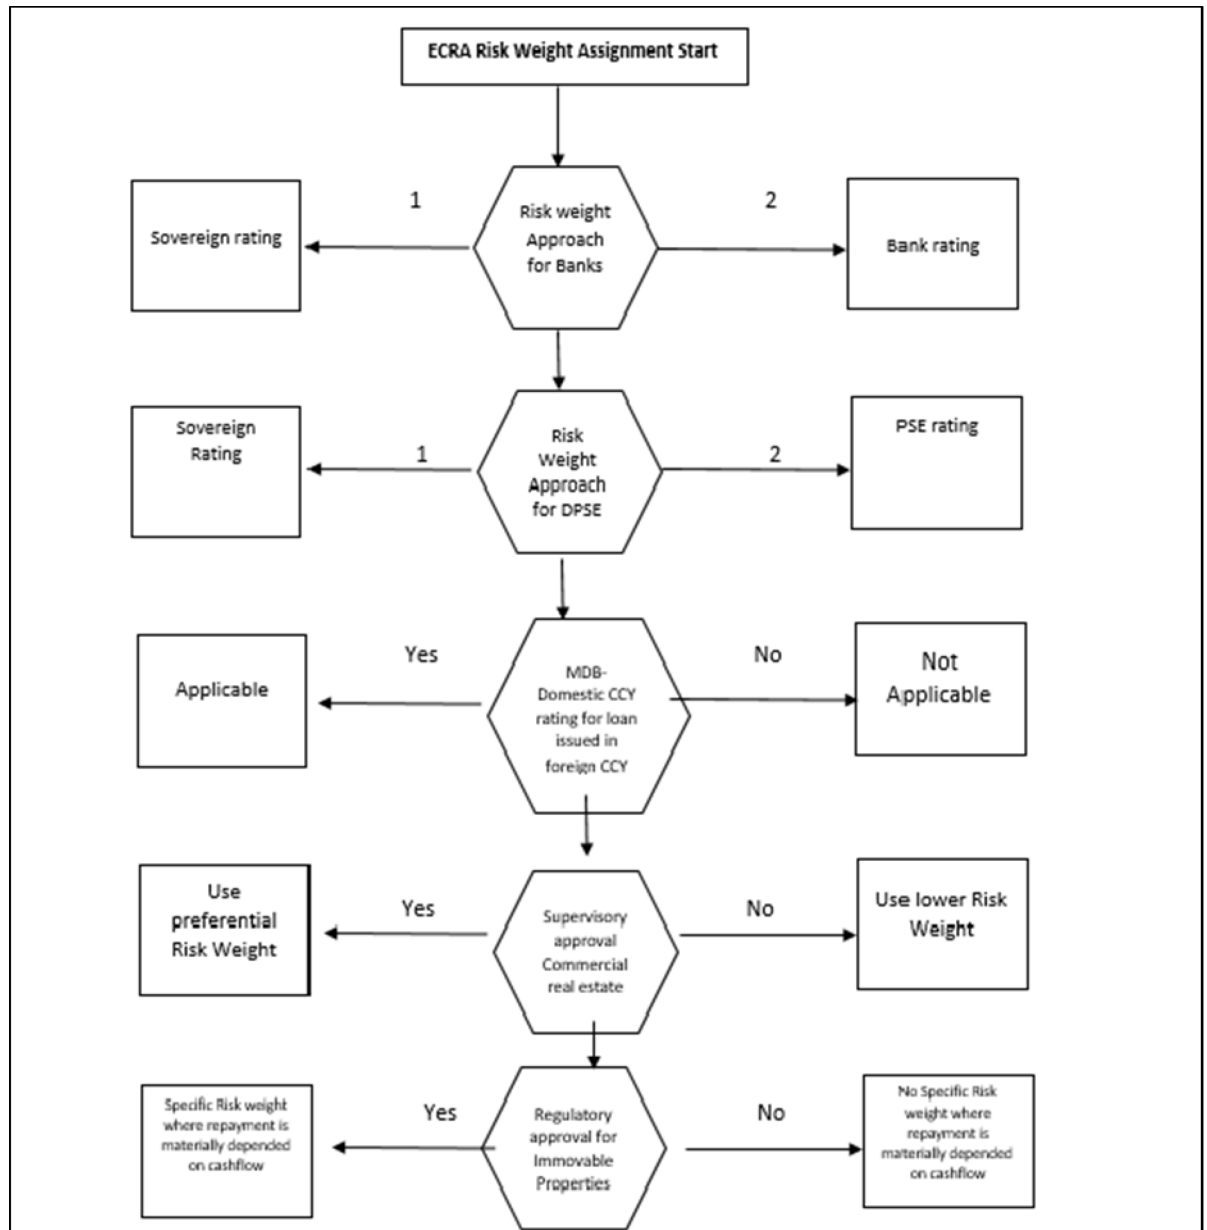 ECRA Risk Weight Assignment Start
1
2
Sovereign rating
Risk weight
Approach
for Banks
Bank rating
Sovereign
Rating
1
Risk
Weight
Approach
for DPSE
2
PSE rating
Applicable
Yes
MDB-
Domestic CCY
rating for loan
issued in
foreign CCY
No
Not
Applicable
Use
preferential
Risk Weight
Yes
Supervisory
approval
Commercial
real estate
No
Use lower Risk
Weight
Specific Risk weight
where repayment is
materially depended
on cashflow
Yes
Regulatory
approval for
Immovable
Properties
No
No Specific Risk
weight where
repayment is
materially depended
on cashflow